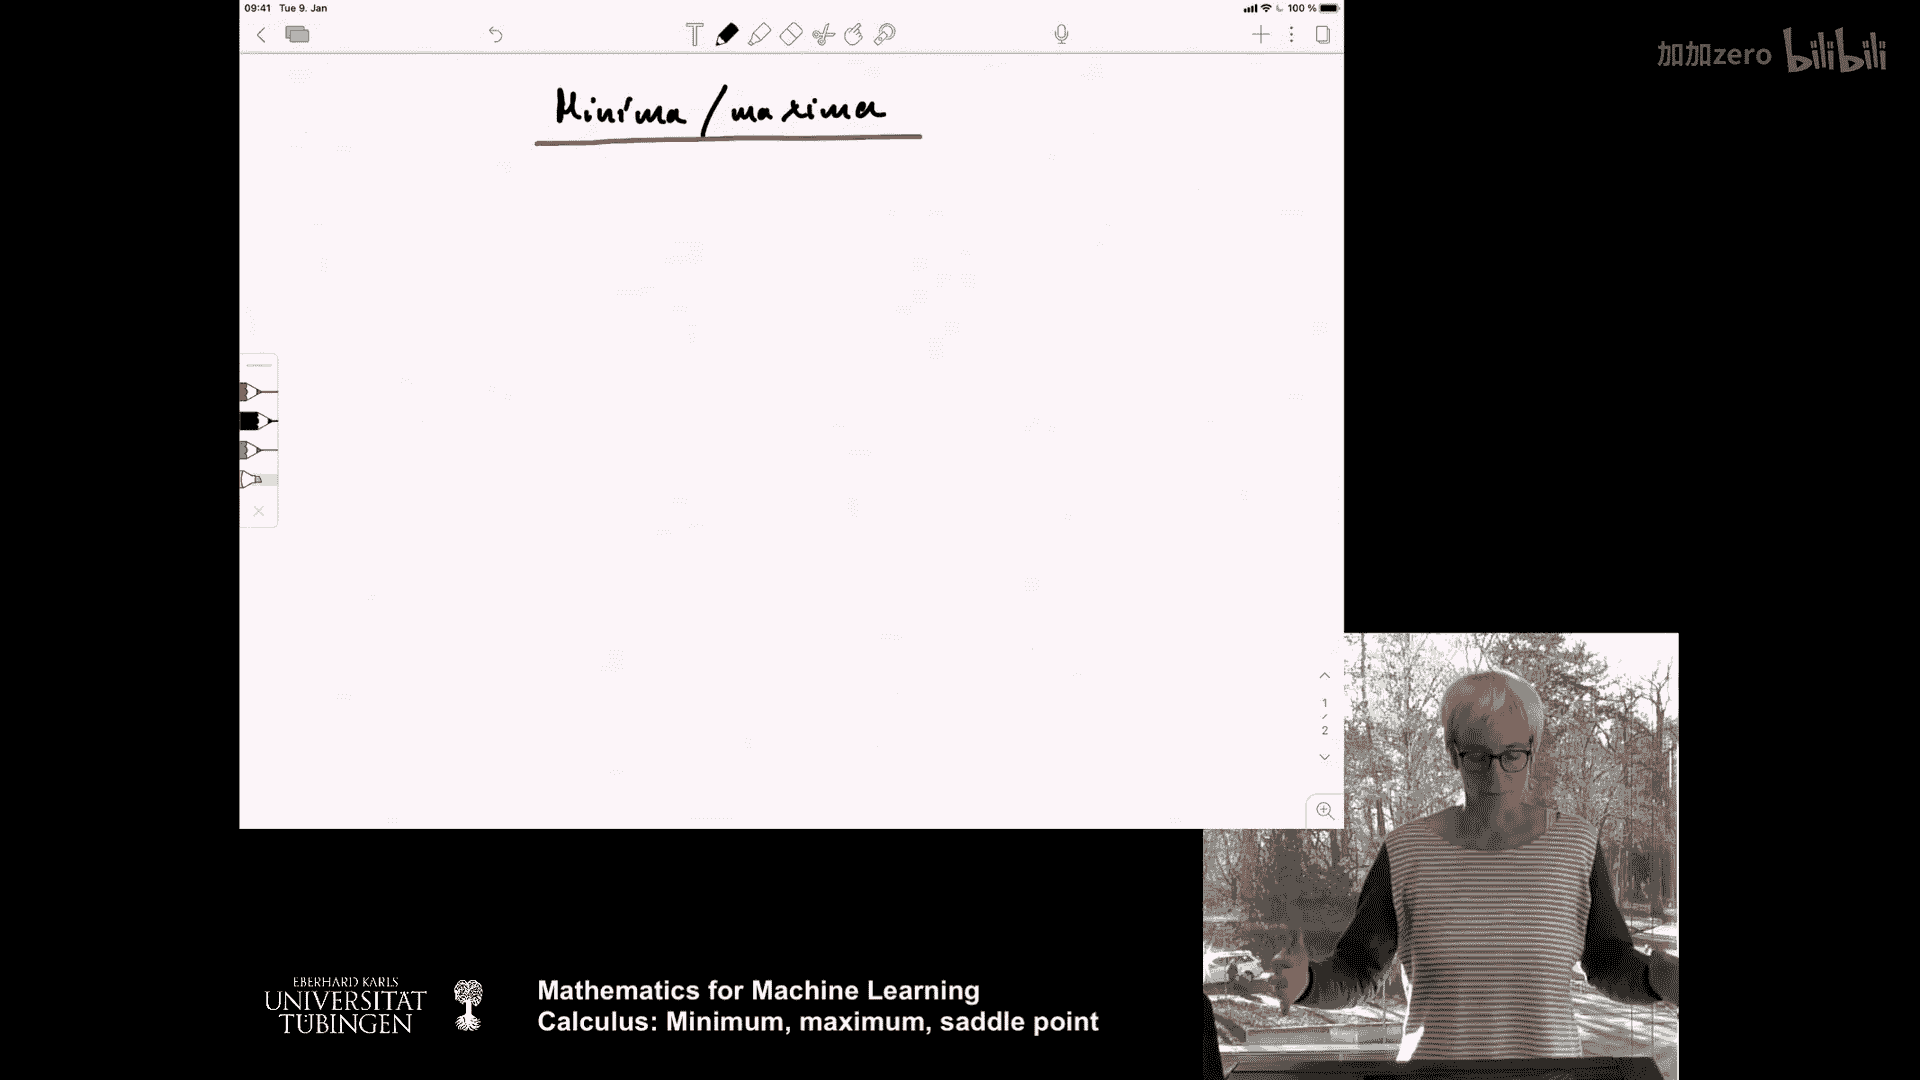 09:41 Tue 9. Jan
100 %
加加zero bilibili
Minima / maxima
1
/
2
EBERHARD KARLS
UNIVERSITÄT
TÜBINGEN
Mathematics for Machine Learning
Calculus: Minimum, maximum, saddle point